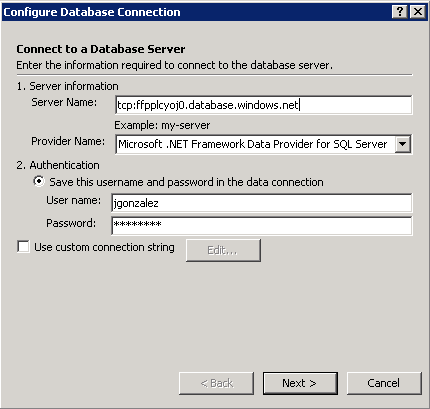 Configure Database Connection
Connect to a Database Server
Enter the information required to connect to the database server.
1. Server information
Server Name: tcp:ffpplcyoj0.database.windows.net
Example: my-server
Provider Name: Microsoft .NET Framework Data Provider for SQL Server
2. Authentication
Save this username and password in the data connection
User name: jgonzalez
Password: ********
Use custom connection string Edit...
< Back Next > Cancel